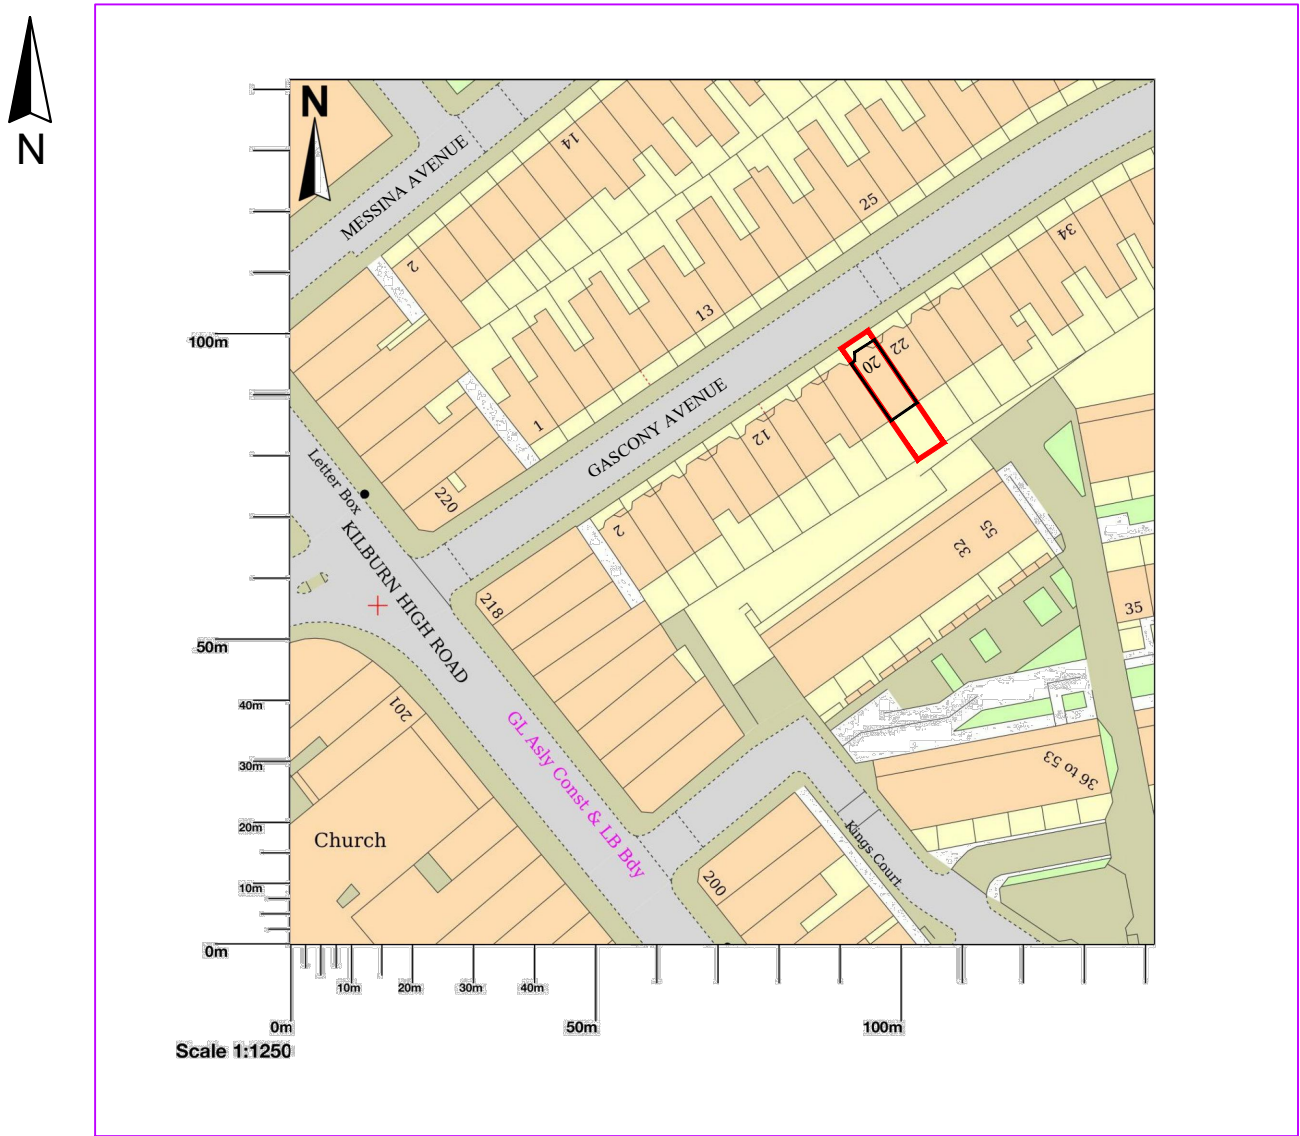 N
N
MESSINA AVENUE
14
2
25
34
13
100m
22
20
1
GASCONY AVENUE
12
Letter Box
220
2
KILBURN HIGH ROAD
55
32
218
35
50m
201
40m
GL Asly Const & LB Bdy
30m
36 to 53
20m
Church
Kings Court
200
10m
0m
10m
20m
30m
40m
0m
50m
100m
Scale 1:1250